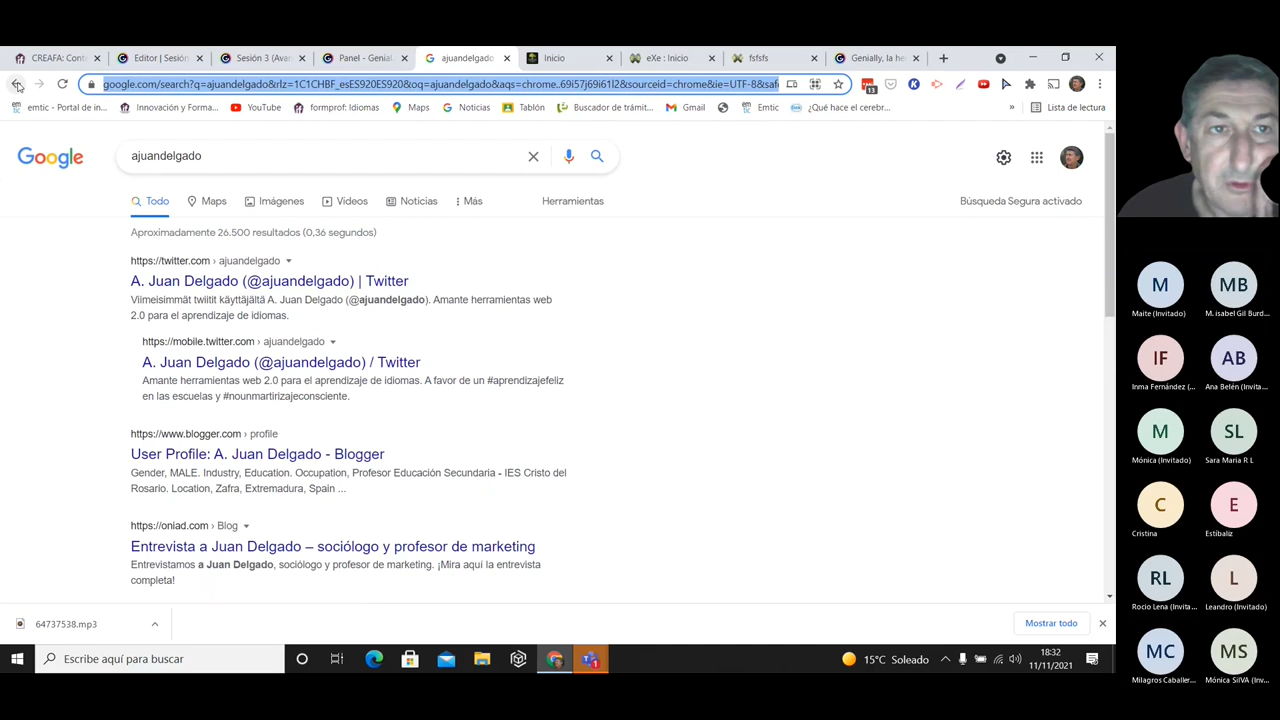 CREAFA: Cont
Editor | Sesión
Sesión 3 (Avan
Panel - Genial
ajuandelgado
Inicio
eXe : Inicio
fsfsfs
Genially, la he
google.com/search?q=ajuandelgado&rlz=1C1CHBF_esES920ES920&oq=ajuandelgado&aqs=chrome..69i57j69i61l2&sourceid=chrome&ie=UTF-8&saf
13
emtic - Portal de in...
Innovación y Forma...
YouTube
formprof: Idiomas
Maps
Noticias
Tablón
Buscador de trámit...
Gmail
Emtic
¿Qué hace el cerebr...
»
Lista de lectura
Google
ajuandelgado
Todo
Maps
Imágenes
Vídeos
Noticias
Más
Herramientas
Búsqueda Segura activado
Aproximadamente 26.500 resultados (0,36 segundos)
https://twitter.com › ajuandelgado
A. Juan Delgado (@ajuandelgado) | Twitter
Viimeisimmät twiitit käyttäjältä A. Juan Delgado (@ajuandelgado). Amante herramientas web
2.0 para el aprendizaje de idiomas.
https://mobile.twitter.com › ajuandelgado
A. Juan Delgado (@ajuandelgado) / Twitter
Amante herramientas web 2.0 para el aprendizaje de idiomas. A favor de un #aprendizajefeliz
en las escuelas y #nounmartirizajeconsciente.
https://www.blogger.com › profile
User Profile: A. Juan Delgado - Blogger
Gender, MALE. Industry, Education. Occupation, Profesor Educación Secundaria - IES Cristo del
Rosario. Location, Zafra, Extremadura, Spain ...
https://oniad.com › Blog
Entrevista a Juan Delgado – sociólogo y profesor de marketing
Entrevistamos a Juan Delgado, sociólogo y profesor de marketing. ¡Mira aquí la entrevista
completa!
64737538.mp3
Mostrar todo
Escribe aquí para buscar
15°C Soleado
18:32
11/11/2021
M
MB
Maite (Invitado)
M. isabel Gil Burd...
IF
AB
Inma Fernández (...
Ana Belén (Invita...
M
SL
Mónica (Invitado)
Sara Maria R L
C
E
Cristina
Estíbaliz
RL
L
Rocio Lena (Invita...
Leandro (Invitado)
MC
MS
Milagros Caballer...
Mónica SilVA (Inv...